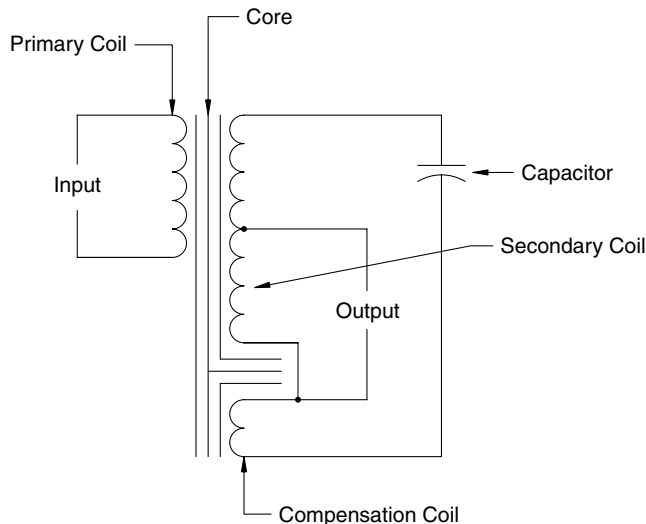 Core
Primary Coil
Input
Capacitor
Secondary Coil
Output
Compensation Coil